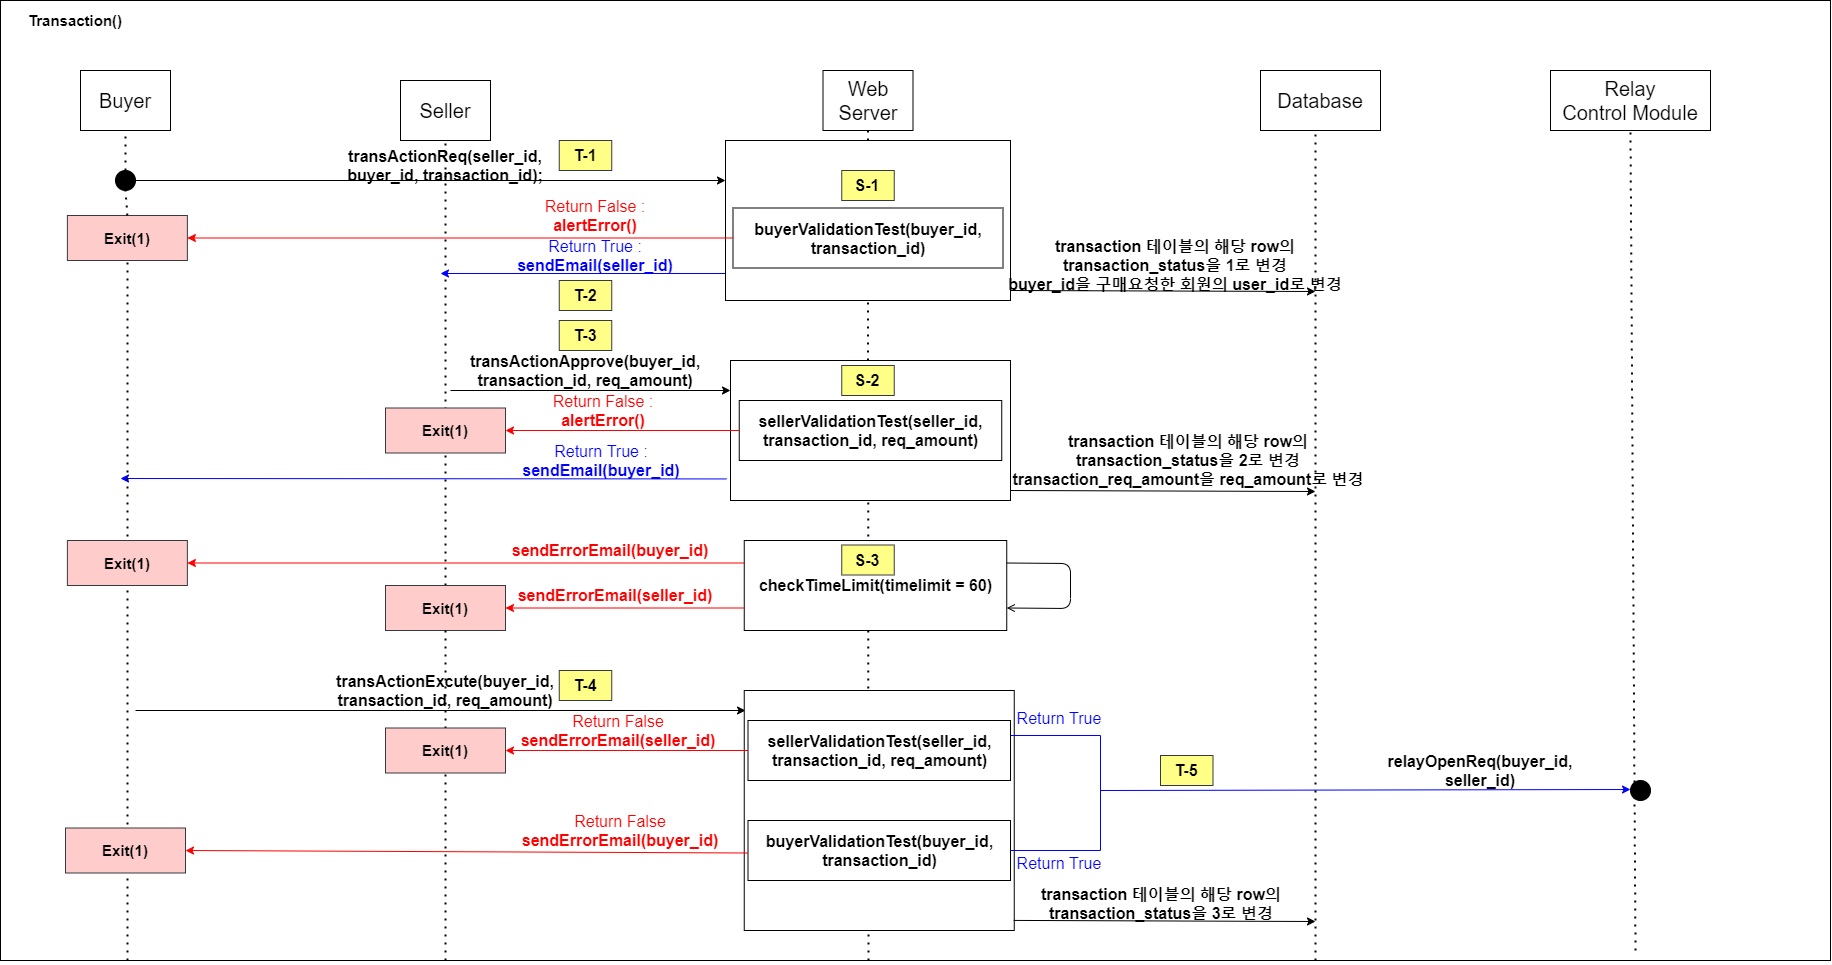 Transaction()
Buyer
Seller
Web
Server
Database
Relay
Control Module
transActionReq(seller_id,
buyer_id, transaction_id);
T-1
S-1
buyerValidationTest(buyer_id,
transaction_id)
Return False :
alertError()
Exit(1)
Return True :
sendEmail(seller_id)
T-2
transaction 테이블의 해당 row의
transaction_status을 1로 변경
buyer_id을 구매요청한 회원의 user_id로 변경
T-3
transActionApprove(buyer_id,
transaction_id, req_amount)
S-2
sellerValidationTest(seller_id,
transaction_id, req_amount)
Return False :
alertError()
Exit(1)
Return True :
sendEmail(buyer_id)
transaction 테이블의 해당 row의
transaction_status을 2로 변경
transaction_req_amount을 req_amount로 변경
S-3
checkTimeLimit(timelimit = 60)
sendErrorEmail(buyer_id)
Exit(1)
sendErrorEmail(seller_id)
Exit(1)
transActionExcute(buyer_id,
transaction_id, req_amount)
T-4
sellerValidationTest(seller_id,
transaction_id, req_amount)
Return False
sendErrorEmail(seller_id)
Exit(1)
Return True
T-5
relayOpenReq(buyer_id,
seller_id)
buyerValidationTest(buyer_id,
transaction_id)
Return False
sendErrorEmail(buyer_id)
Exit(1)
Return True
transaction 테이블의 해당 row의
transaction_status을 3로 변경